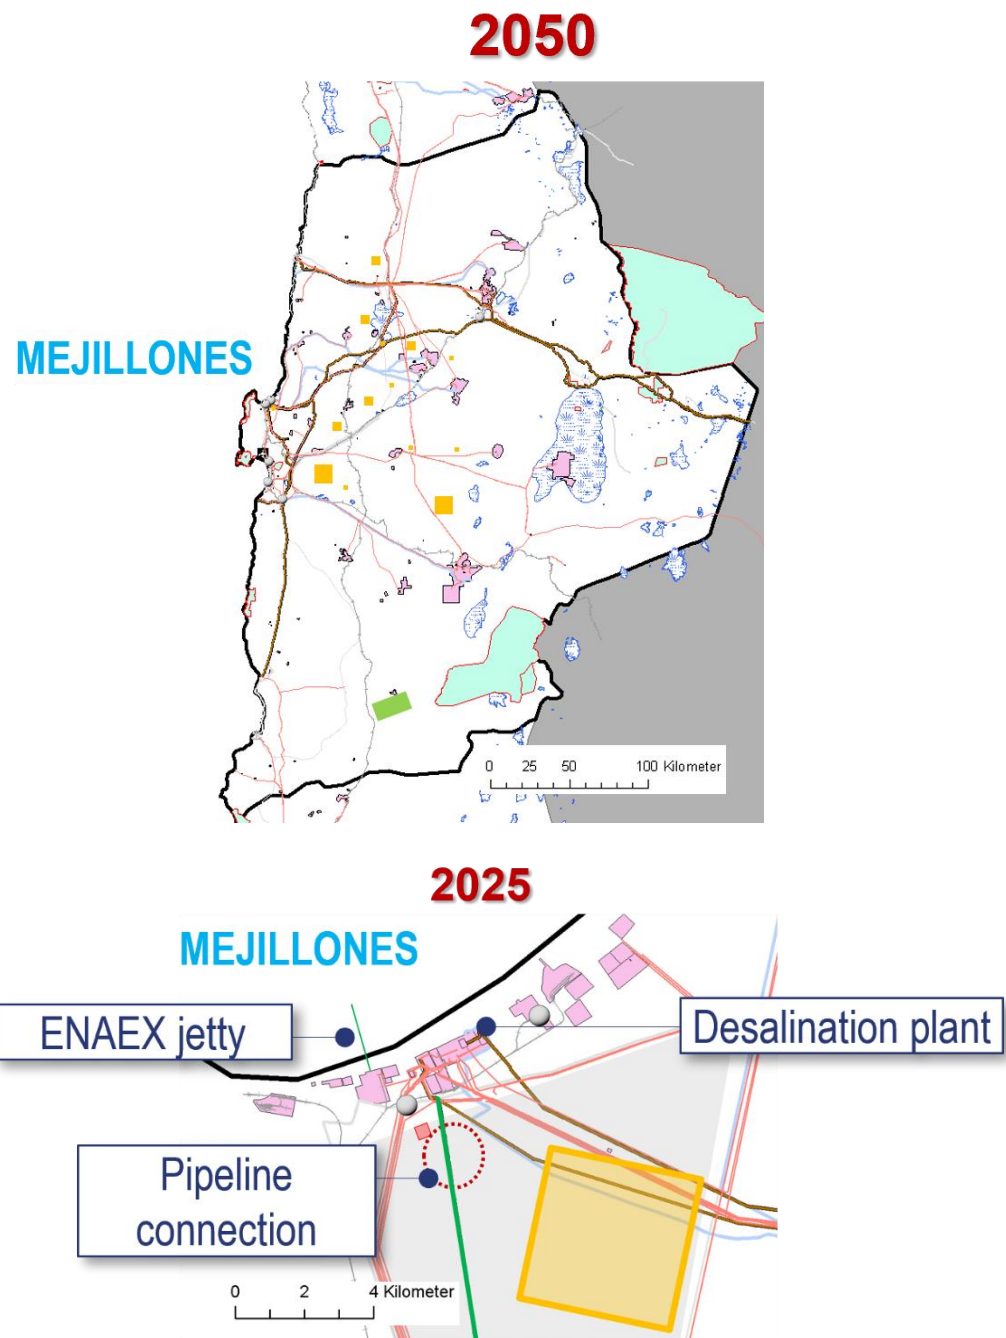 2050
MEJILLONES
0 25 50 100 Kilometer
2025
MEJILLONES
ENAEX jetty
Desalination plant
Pipeline
connection
0 2 4 Kilometer